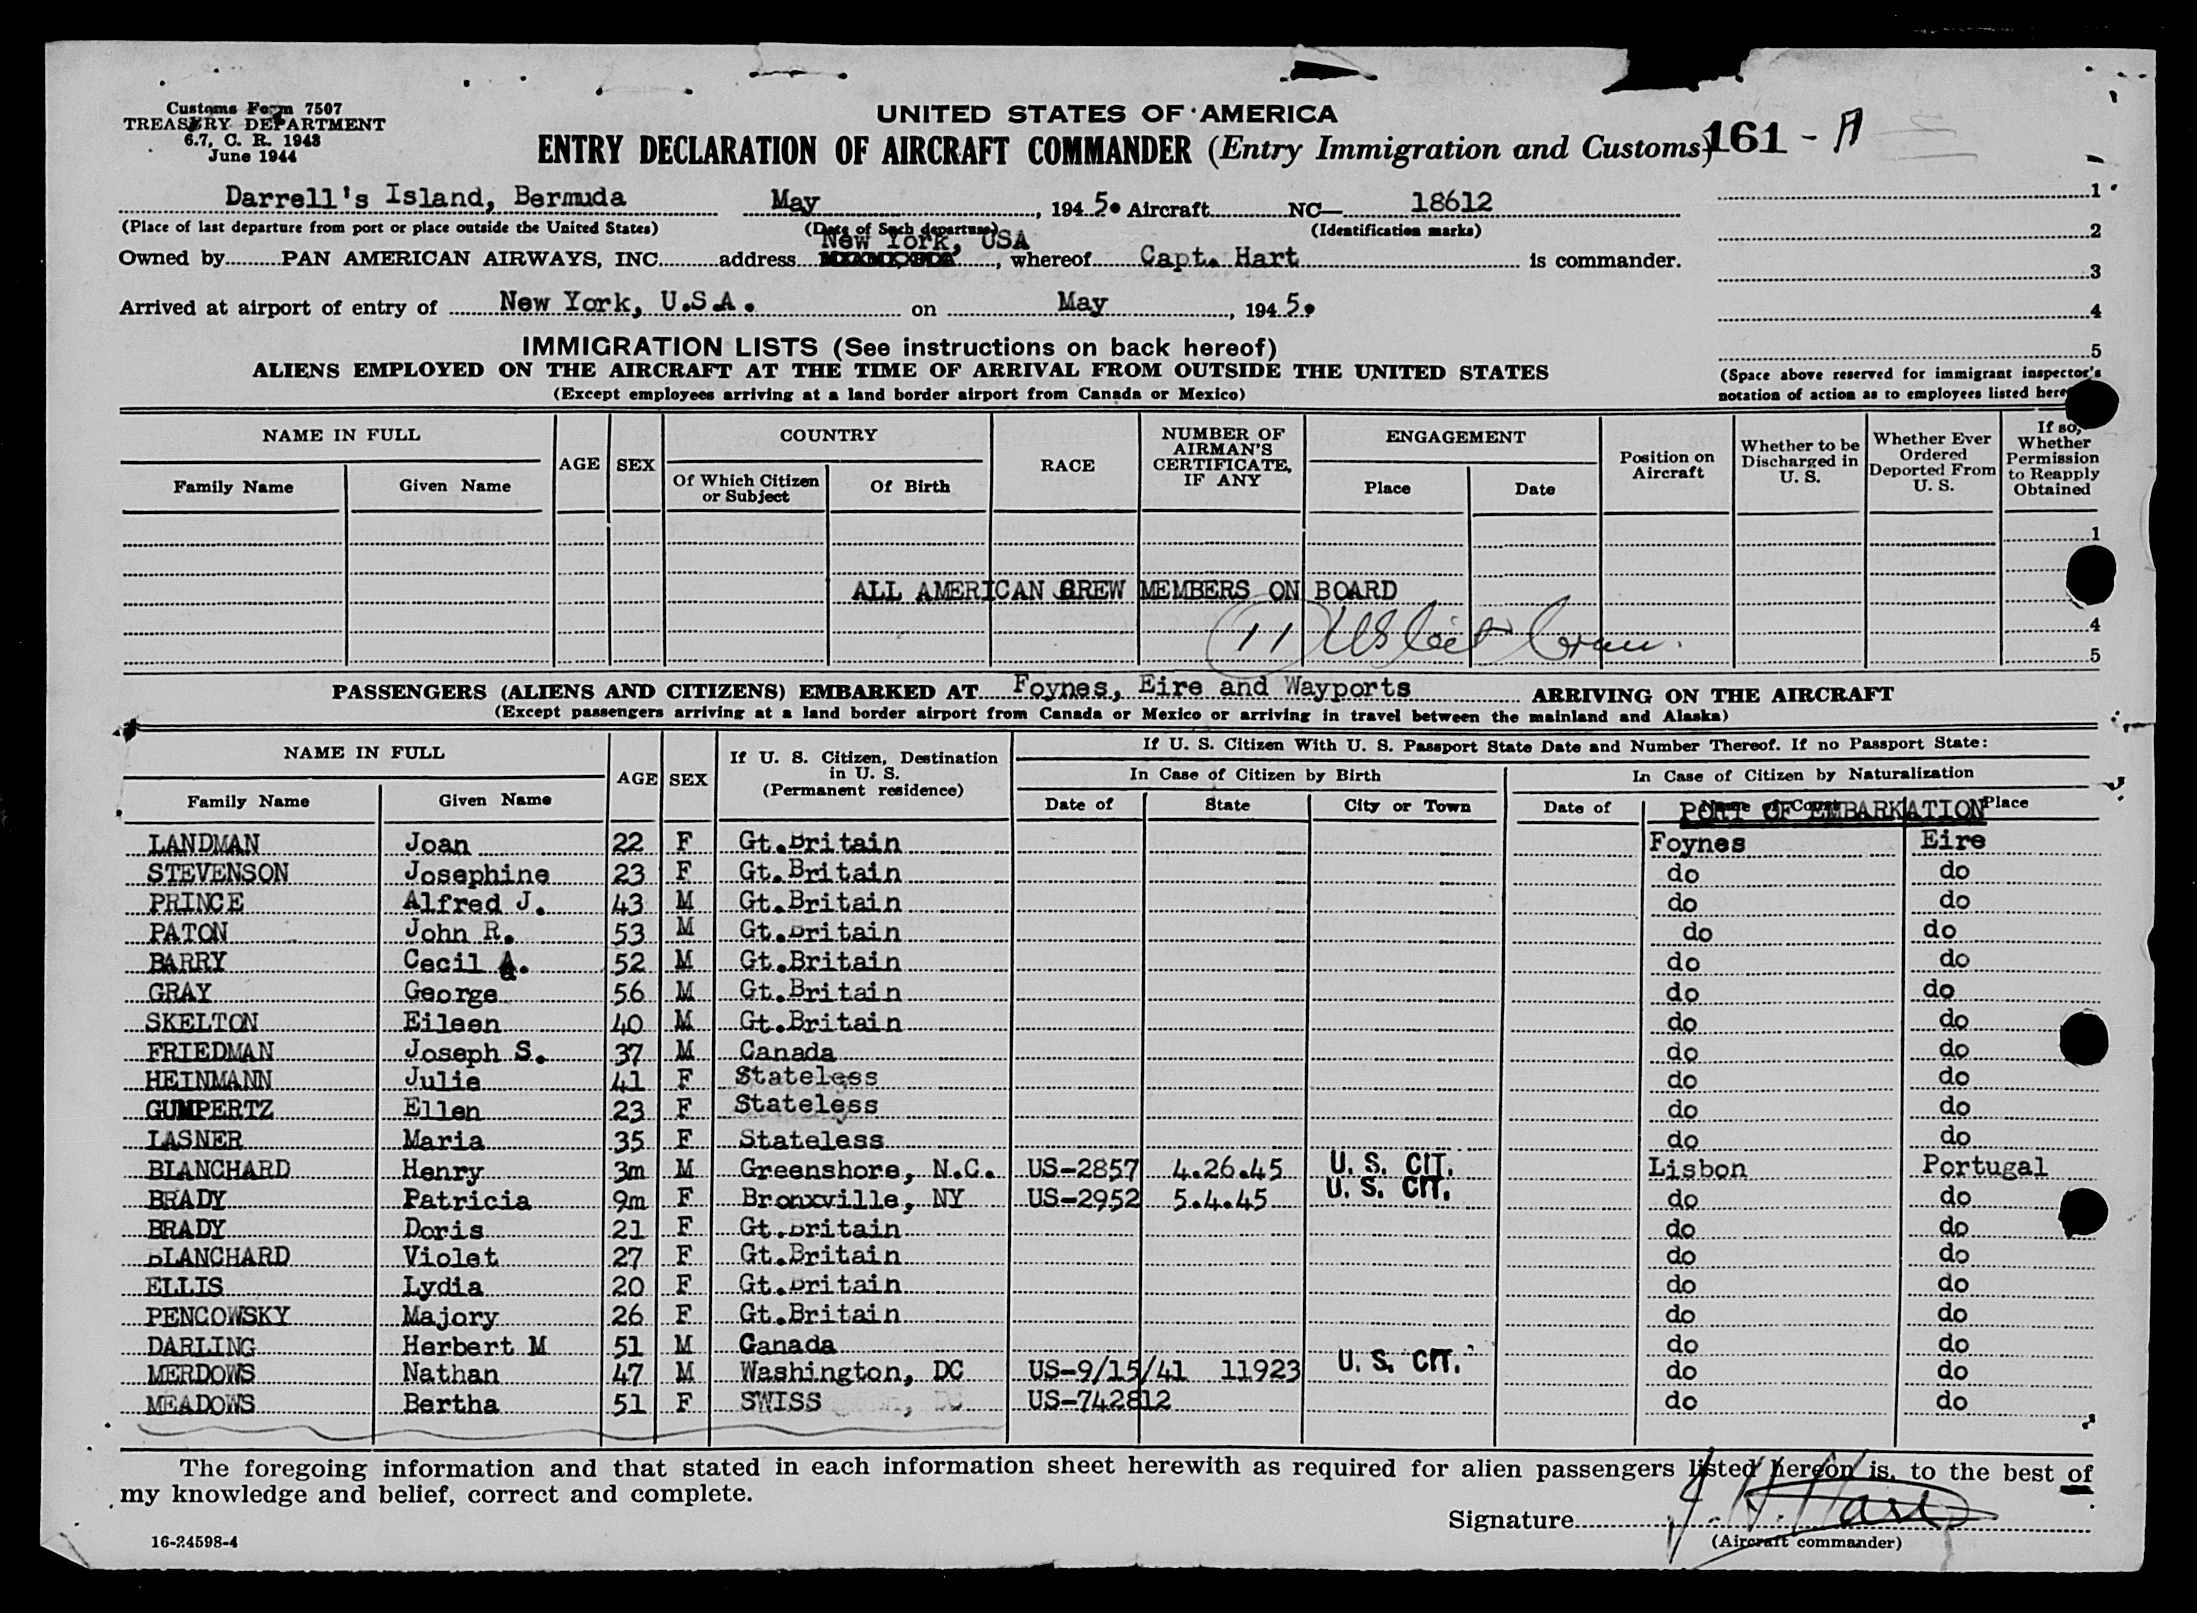 Customs Form 7507
TREASURY DEPARTMENT
6.7, C. R. 1943
June 1944
UNITED STATES OF AMERICA
ENTRY DECLARATION OF AIRCRAFT COMMANDER (Entry Immigration and Customs) 161 - A
Darrell's Island, Bermuda May, 1945. Aircraft NC— 18612
(Place of last departure from port or place outside the United States) (Date of Such departure) (Identification marks)
New York, USA
Owned by PAN AMERICAN AIRWAYS, INC. address , whereof Capt. Hart is commander.
Arrived at airport of entry of New York, U.S.A. on May, 1945.
1
2
3
4
5
(Space above reserved for immigrant inspector's
notation of action as to employees listed
IMMIGRATION LISTS (See instructions on back hereof)
ALIENS EMPLOYED ON THE AIRCRAFT AT THE TIME OF ARRIVAL FROM OUTSIDE THE UNITED STATES
(Except employees arriving at a land border airport from Canada or Mexico)
NAME IN FULL AGE SEX COUNTRY RACE NUMBER OF AIRMAN'S CERTIFICATE, IF ANY ENGAGEMENT Position on Aircraft Whether to be Discharged in U. S. Whether Ever Ordered Deported From U. S. If so, Whether Permission to Reapply Obtained
Family Name Given Name Of Which Citizen or Subject Of Birth Place Date
1
ALL AMERICAN CREW MEMBERS ON BOARD
11 US Cit Crew.
4
5
PASSENGERS (ALIENS AND CITIZENS) EMBARKED AT Foynes, Eire and Wayports ARRIVING ON THE AIRCRAFT
(Except passengers arriving at a land border airport from Canada or Mexico or arriving in travel between the mainland and Alaska)
NAME IN FULL AGE SEX If U. S. Citizen, Destination in U. S. (Permanent residence) If U. S. Citizen With U. S. Passport State Date and Number Thereof. If no Passport State:
In Case of Citizen by Birth In Case of Citizen by Naturalization
Family Name Given Name Date of State City or Town Date of Name of Court Place
PORT OF EMBARKATION
LANDMAN Joan 22 F Gt.Britain Foynes Eire
STEVENSON Josephine 23 F Gt.Britain do do
PRINCE Alfred J. 43 M Gt.Britain do do
PATON John R. 53 M Gt.Britain do do
BARRY Cecil A. 52 M Gt.Britain do do
GRAY George 56 M Gt.Britain do do
SKELTON Eileen 40 M Gt.Britain do do
FRIEDMAN Joseph S. 37 M Canada do do
HEINMANN Julie 41 F Stateless do do
GUMPERTZ Ellen 23 F Stateless do do
LASNER Maria 35 F Stateless do do
BLANCHARD Henry 3m M Greenshore, N.C. US-2857 4.26.45 U. S. CIT. Lisbon Portugal
BRADY Patricia 9m F Bronxville, NY US-2952 5.4.45 U. S. CIT. do do
BRADY Doris 21 F Gt.Britain do do
BLANCHARD Violet 27 F Gt.Britain do do
ELLIS Lydia 20 F Gt.Britain do do
PENCOWSKY Majory 26 F Gt.Britain do do
DARLING Herbert M 51 M Canada do do
MERDOWS Nathan 47 M Washington, DC US-9/15/41 11923 U. S. CIT. do do
MEADOWS Bertha 51 F SWISS US-742812 do do
The foregoing information and that stated in each information sheet herewith as required for alien passengers listed hereon is, to the best of
my knowledge and belief, correct and complete.
Signature J. H. Hart
(Aircraft commander)
16-24598-4